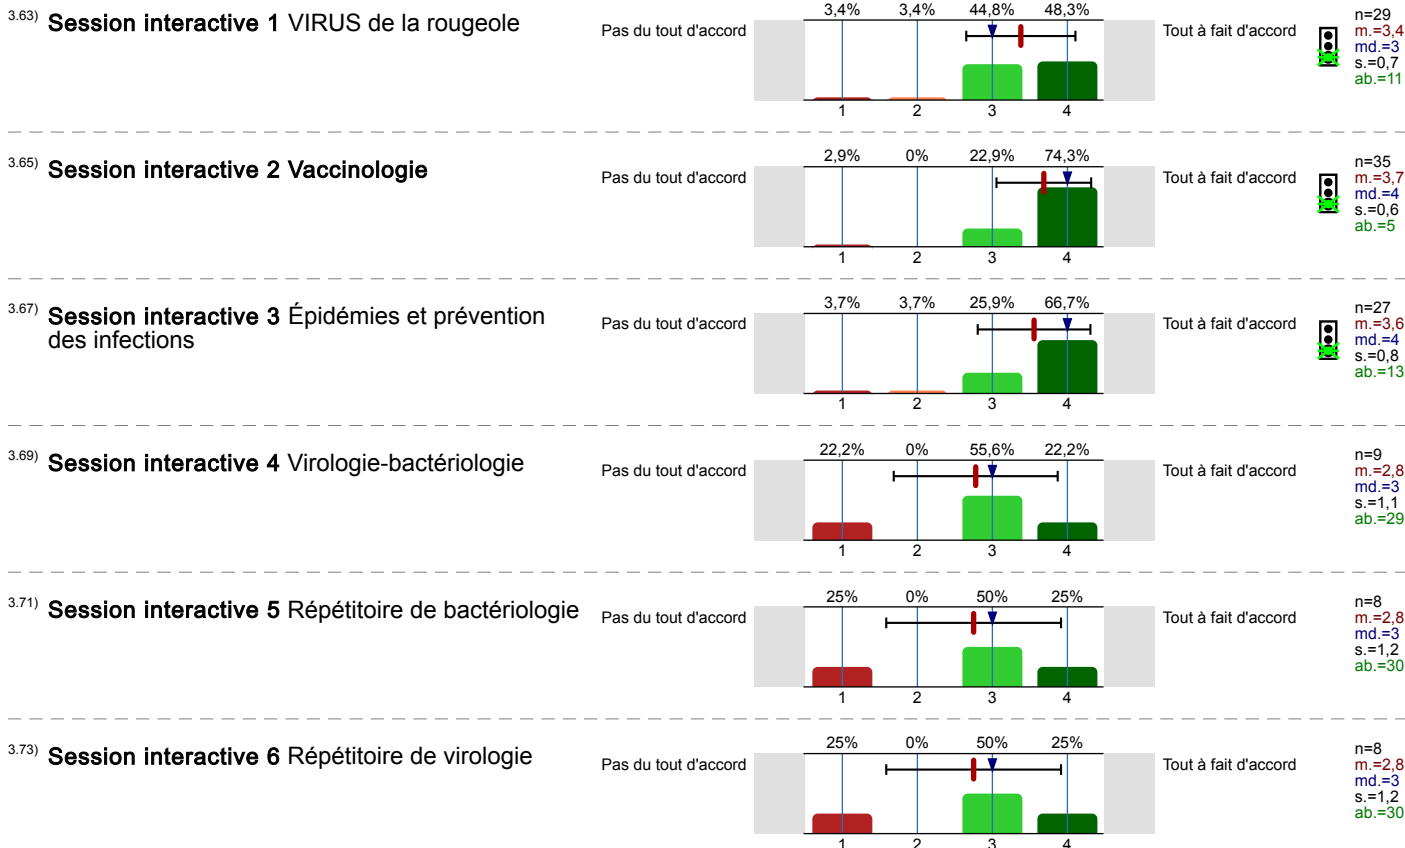 3.63) Session interactive 1 VIRUS de la rougeole
Pas du tout d'accord
3,4% 3,4% 44,8% 48,3%
1 2 3 4
Tout à fait d'accord
n=29
m.=3,4
md.=3
s.=0,7
ab.=11
3.65) Session interactive 2 Vaccinologie
Pas du tout d'accord
2,9% 0% 22,9% 74,3%
1 2 3 4
Tout à fait d'accord
n=35
m.=3,7
md.=4
s.=0,6
ab.=5
3.67) Session interactive 3 Épidémies et prévention
des infections
Pas du tout d'accord
3,7% 3,7% 25,9% 66,7%
1 2 3 4
Tout à fait d'accord
n=27
m.=3,6
md.=4
s.=0,8
ab.=13
3.69) Session interactive 4 Virologie-bactériologie
Pas du tout d'accord
22,2% 0% 55,6% 22,2%
1 2 3 4
Tout à fait d'accord
n=9
m.=2,8
md.=3
s.=1,1
ab.=29
3.71) Session interactive 5 Répétitoire de bactériologie
Pas du tout d'accord
25% 0% 50% 25%
1 2 3 4
Tout à fait d'accord
n=8
m.=2,8
md.=3
s.=1,2
ab.=30
3.73) Session interactive 6 Répétitoire de virologie
Pas du tout d'accord
25% 0% 50% 25%
1 2 3 4
Tout à fait d'accord
n=8
m.=2,8
md.=3
s.=1,2
ab.=30